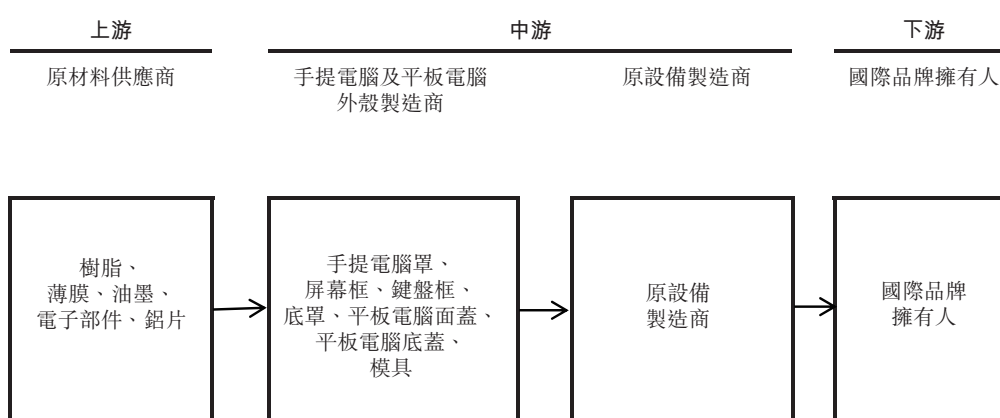 上游
中游
下游
原材料供應商
手提電腦及平板電腦
外殼製造商
原設備製造商
國際品牌擁有人
樹脂、
薄膜、油墨、
電子部件、鋁片
手提電腦罩、
屏幕框、鍵盤框、
底罩、平板電腦面蓋、
平板電腦底蓋、
模具
原設備
製造商
國際品牌
擁有人